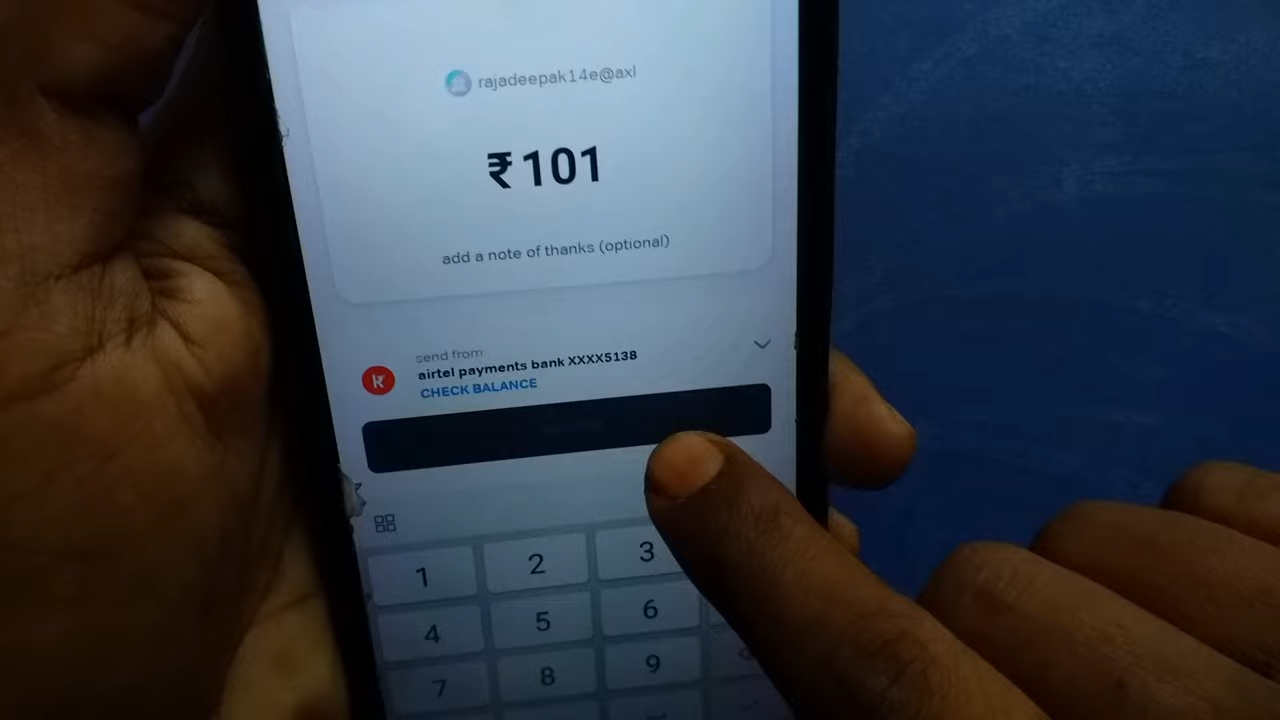 rajadeepak14e@axl
₹101
add a note of thanks (optional)
send from
airtel payments bank XXXX5138
CHECK BALANCE
1 2 3
4 5 6
7 8 9